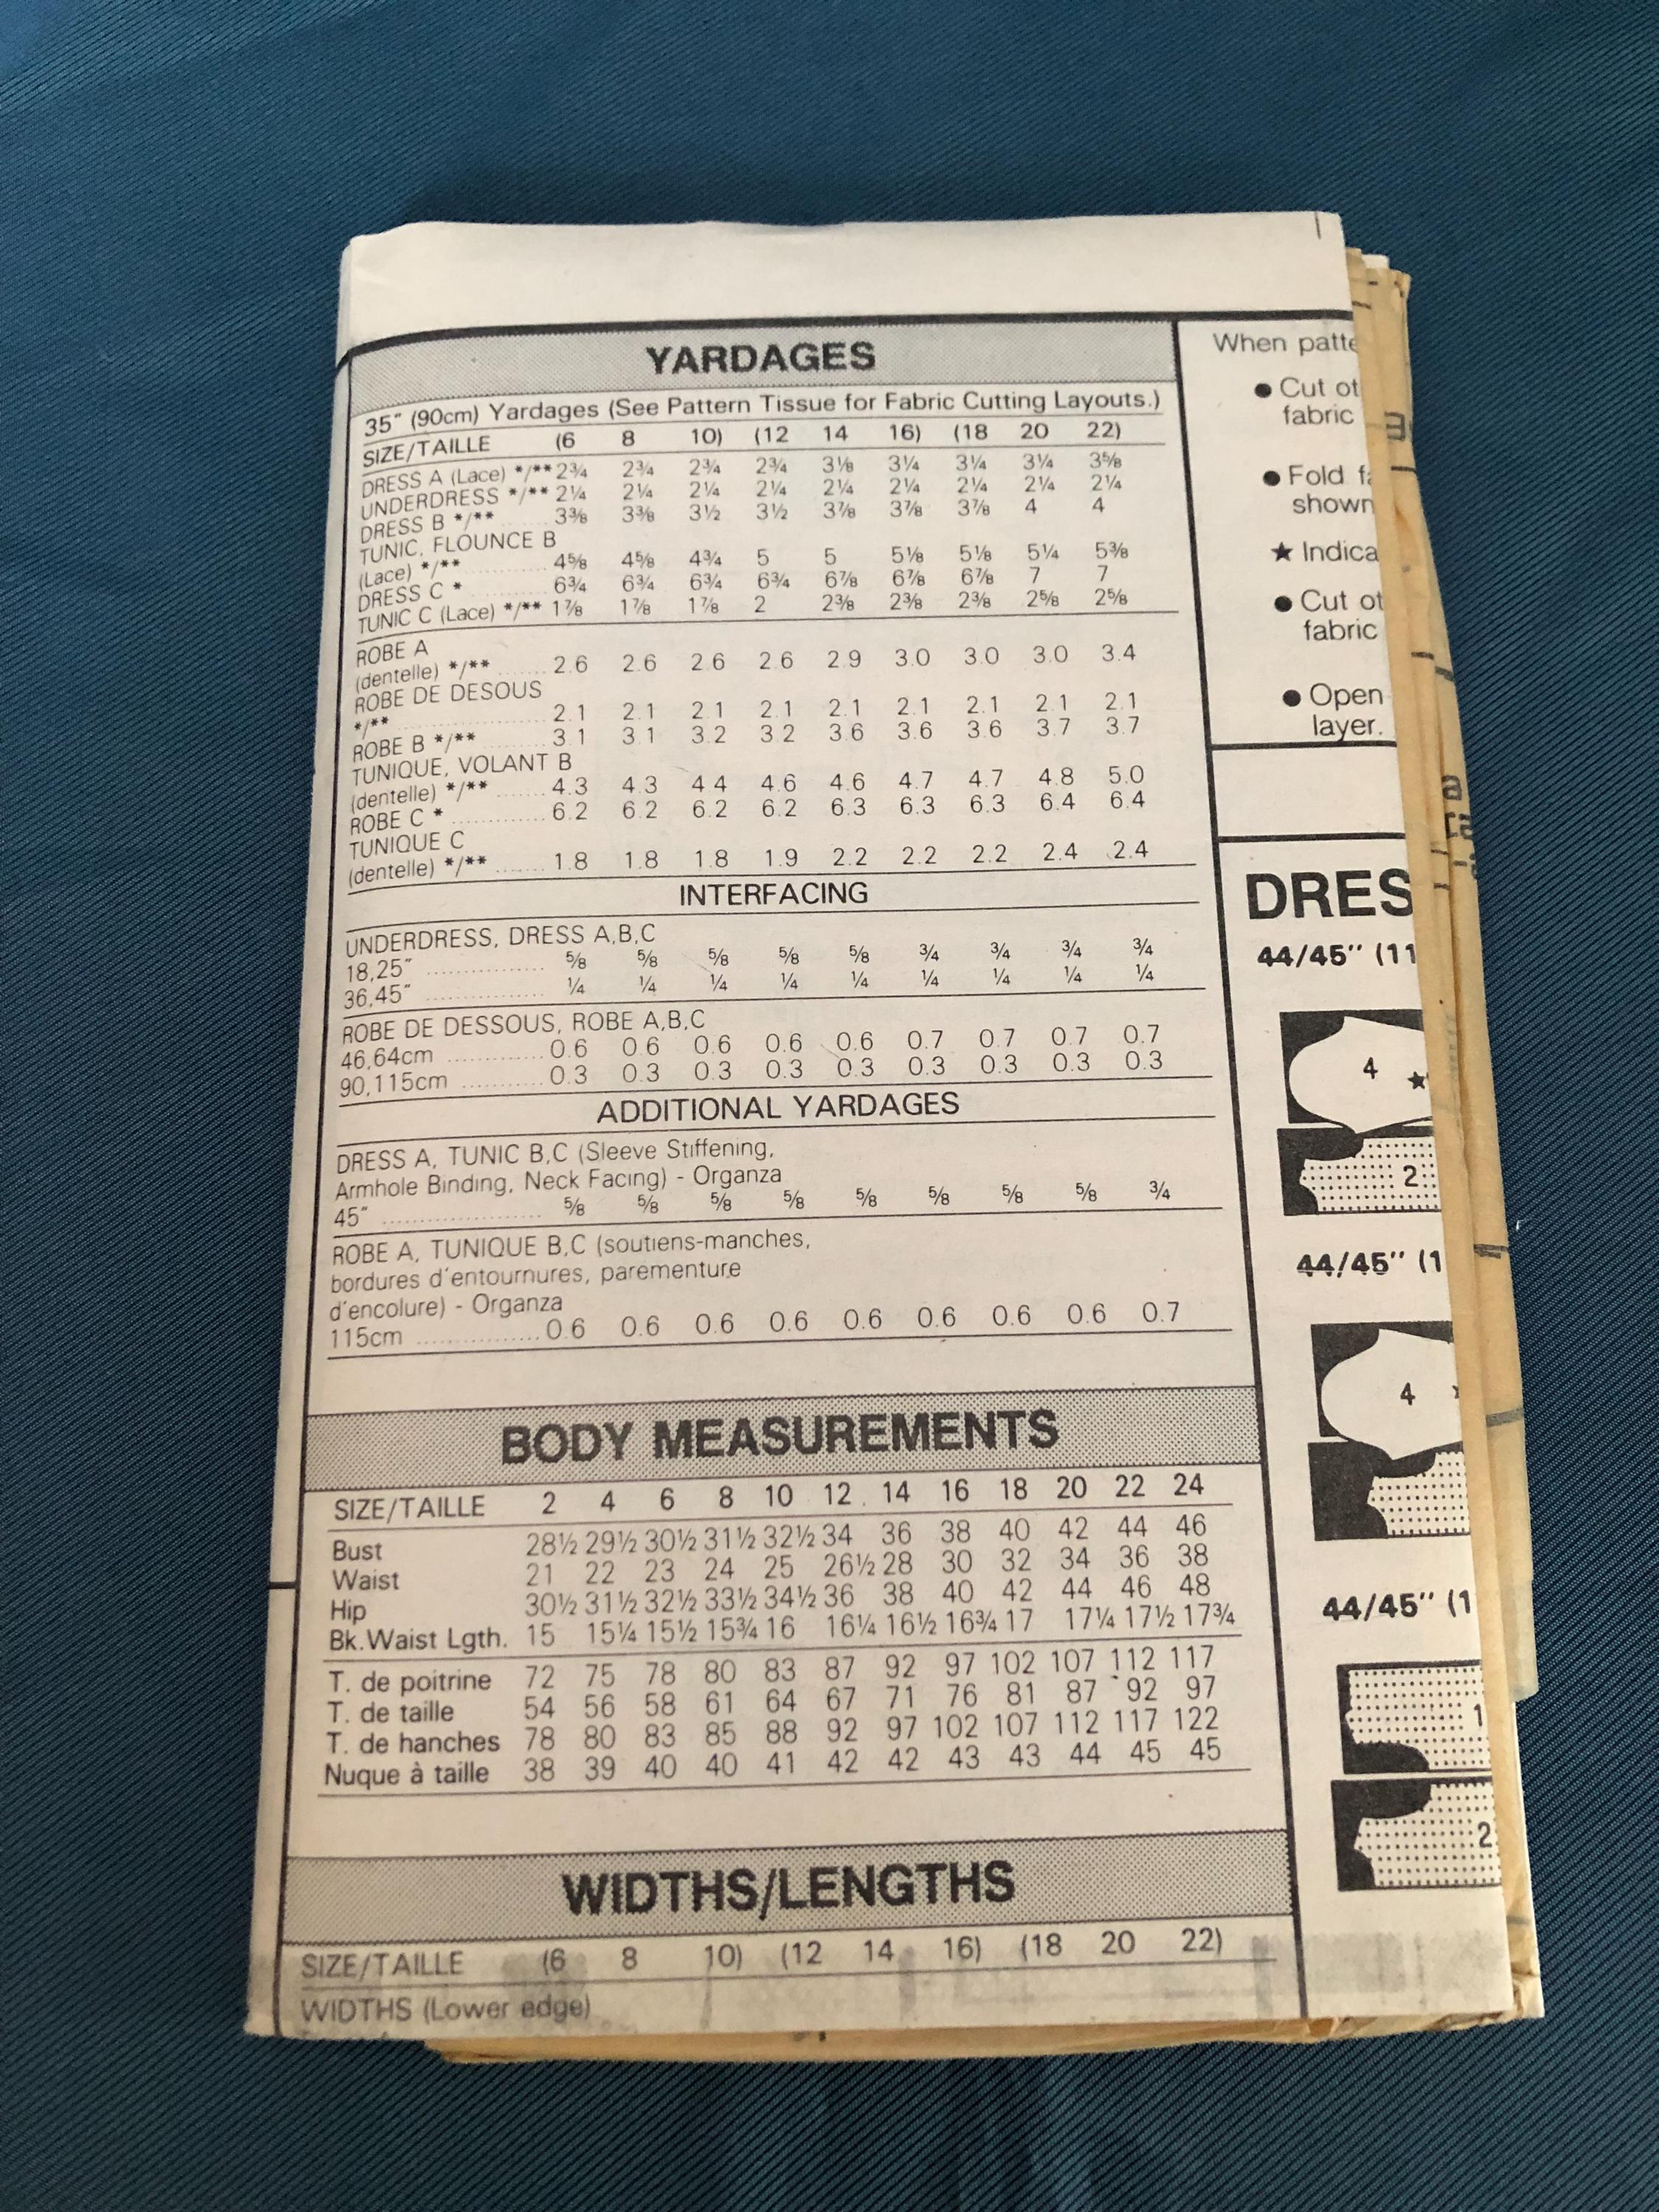 YARDAGES
35" (90cm) Yardages (See Pattern Tissue for Fabric Cutting Layouts.)
SIZE/TAILLE (6 8 10) (12 14 16) (18 20 22)
DRESS A (Lace) */** 2¾ 2¾ 2¾ 2¾ 3⅛ 3¼ 3¼ 3¼ 3⅝
UNDERDRESS */** 2¼ 2¼ 2¼ 2¼ 2¼ 2¼ 2¼ 2¼ 2¼
DRESS B */** ....... 3⅜ 3⅜ 3½ 3½ 3⅞ 3⅞ 3⅞ 4 4
TUNIC, FLOUNCE B
(Lace) */** ........... 4⅝ 4⅝ 4¾ 5 5 5⅛ 5⅛ 5¼ 5⅜
DRESS C * .......... 6¾ 6¾ 6¾ 6¾ 6⅞ 6⅞ 6⅞ 7 7
TUNIC C (Lace) */** 1⅞ 1⅞ 1⅞ 2 2⅜ 2⅜ 2⅜ 2⅝ 2⅝
ROBE A
(dentelle) */** ....... 2.6 2.6 2.6 2.6 2.9 3.0 3.0 3.0 3.4
ROBE DE DESOUS
*/** .................. 2.1 2.1 2.1 2.1 2.1 2.1 2.1 2.1 2.1
ROBE B */** ......... 3.1 3.1 3.2 3.2 3.6 3.6 3.6 3.7 3.7
TUNIQUE, VOLANT B
(dentelle) */** ....... 4.3 4.3 4.4 4.6 4.6 4.7 4.7 4.8 5.0
ROBE C * ............. 6.2 6.2 6.2 6.2 6.3 6.3 6.3 6.4 6.4
TUNIQUE C
(dentelle) */** ....... 1.8 1.8 1.8 1.9 2.2 2.2 2.2 2.4 2.4
INTERFACING
UNDERDRESS, DRESS A,B,C
18,25" ................. ⅝ ⅝ ⅝ ⅝ ⅝ ¾ ¾ ¾ ¾
36,45" ................. ¼ ¼ ¼ ¼ ¼ ¼ ¼ ¼ ¼
ROBE DE DESSOUS, ROBE A,B,C
46,64cm ............. 0.6 0.6 0.6 0.6 0.6 0.7 0.7 0.7 0.7
90,115cm ........... 0.3 0.3 0.3 0.3 0.3 0.3 0.3 0.3 0.3
ADDITIONAL YARDAGES
DRESS A, TUNIC B,C (Sleeve Stiffening,
Armhole Binding, Neck Facing) - Organza
45" ...................... ⅝ ⅝ ⅝ ⅝ ⅝ ⅝ ⅝ ⅝ ¾
ROBE A, TUNIQUE B,C (soutiens-manches,
bordures d'entournures, parementure
d'encolure) - Organza
115cm ................. 0.6 0.6 0.6 0.6 0.6 0.6 0.6 0.6 0.7
BODY MEASUREMENTS
SIZE/TAILLE 2 4 6 8 10 12 14 16 18 20 22 24
Bust 28½ 29½ 30½ 31½ 32½ 34 36 38 40 42 44 46
Waist 21 22 23 24 25 26½ 28 30 32 34 36 38
Hip 30½ 31½ 32½ 33½ 34½ 36 38 40 42 44 46 48
Bk.Waist Lgth. 15 15¼ 15½ 15¾ 16 16¼ 16½ 16¾ 17 17¼ 17½ 17¾
T. de poitrine 72 75 78 80 83 87 92 97 102 107 112 117
T. de taille 54 56 58 61 64 67 71 76 81 87 92 97
T. de hanches 78 80 83 85 88 92 97 102 107 112 117 122
Nuque à taille 38 39 40 40 41 42 42 43 43 44 45 45
WIDTHS/LENGTHS
SIZE/TAILLE (6 8 10) (12 14 16) (18 20 22)
WIDTHS (Lower edge)
When patte
● Cut ot
fabric
● Fold f
shown
★ Indica
● Cut ot
fabric
● Open
layer.
DRES
44/45" (11
4 ★
2
44/45" (1
4
44/45" (1
1
2